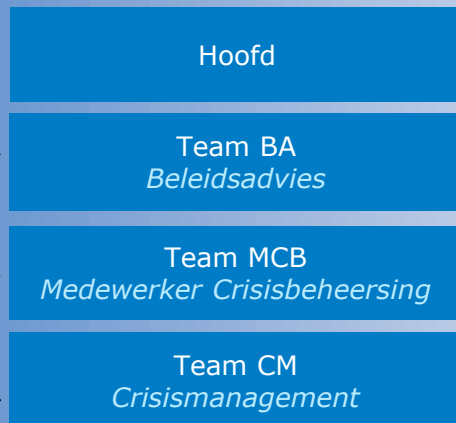 Hoofd
Team BA
Beleidsadvies
Team MCB
Medewerker Crisisbeheersing
Team CM
Crisismanagement